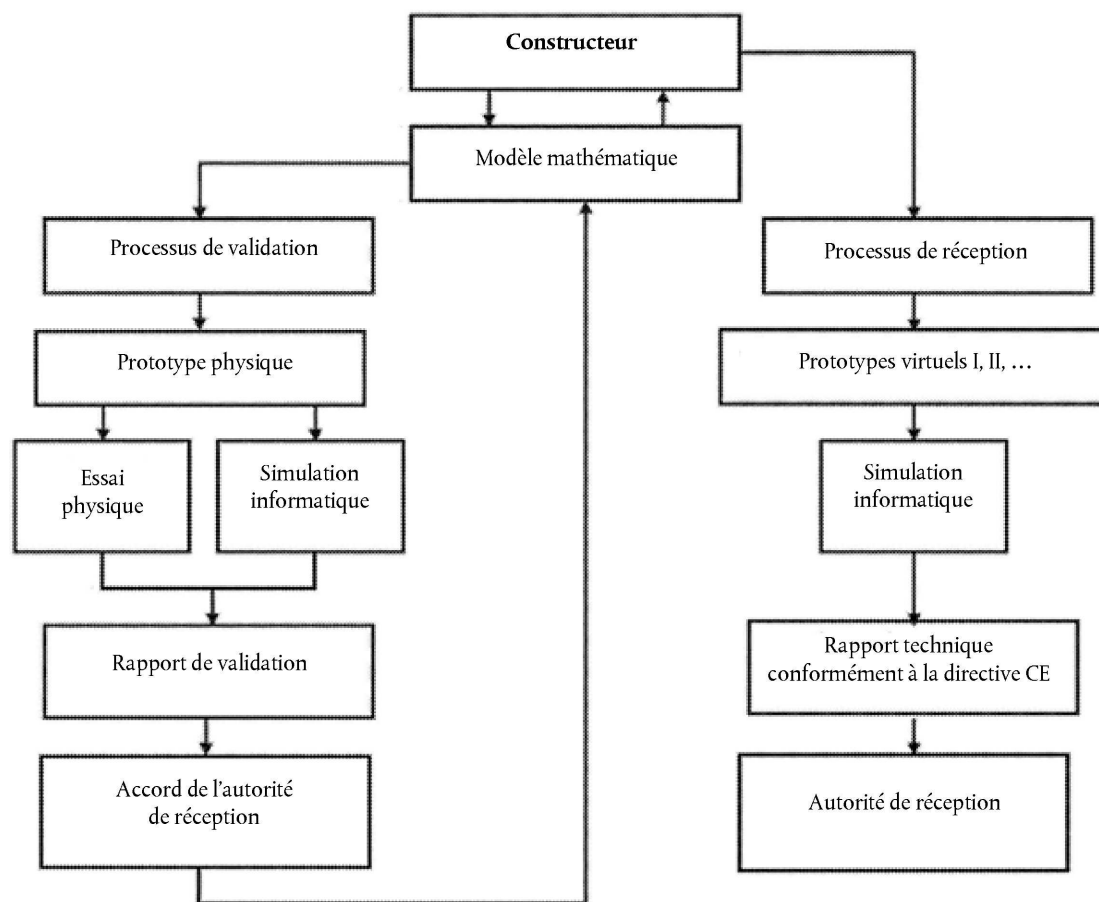 Constructeur
Modèle mathématique
Processus de validation
Processus de réception
Prototype physique
Prototypes virtuels I, II, …
Essai
physique
Simulation
informatique
Simulation
informatique
Rapport de validation
Rapport technique
conformément à la directive CE
Accord de l’autorité
de réception
Autorité de réception